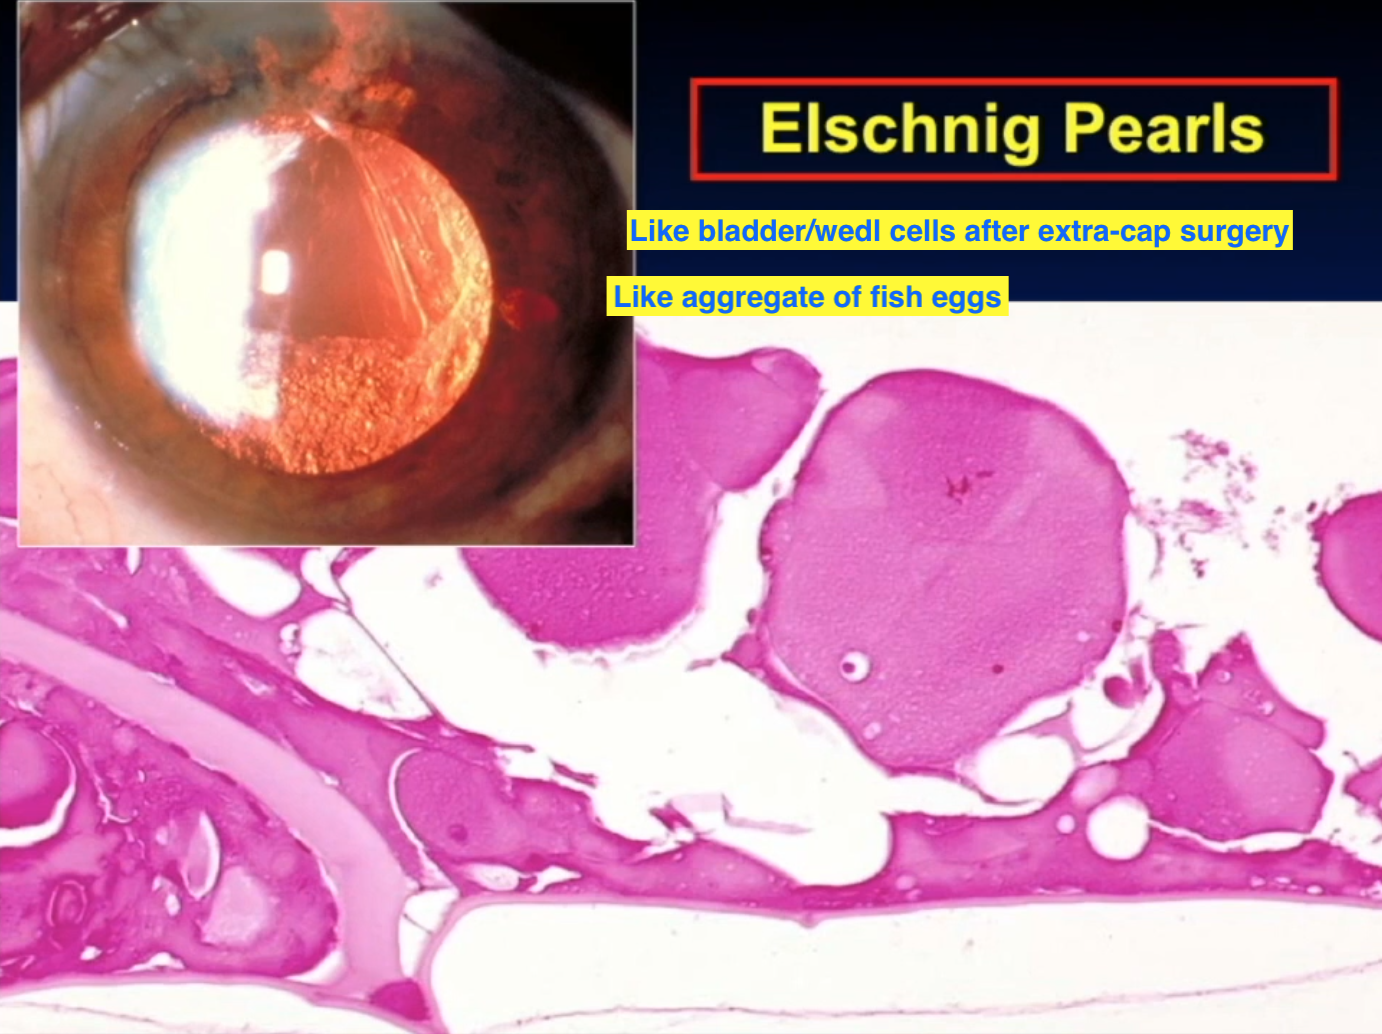 Elschnig Pearls
Like bladder/wedl cells after extra-cap surgery
Like aggregate of fish eggs